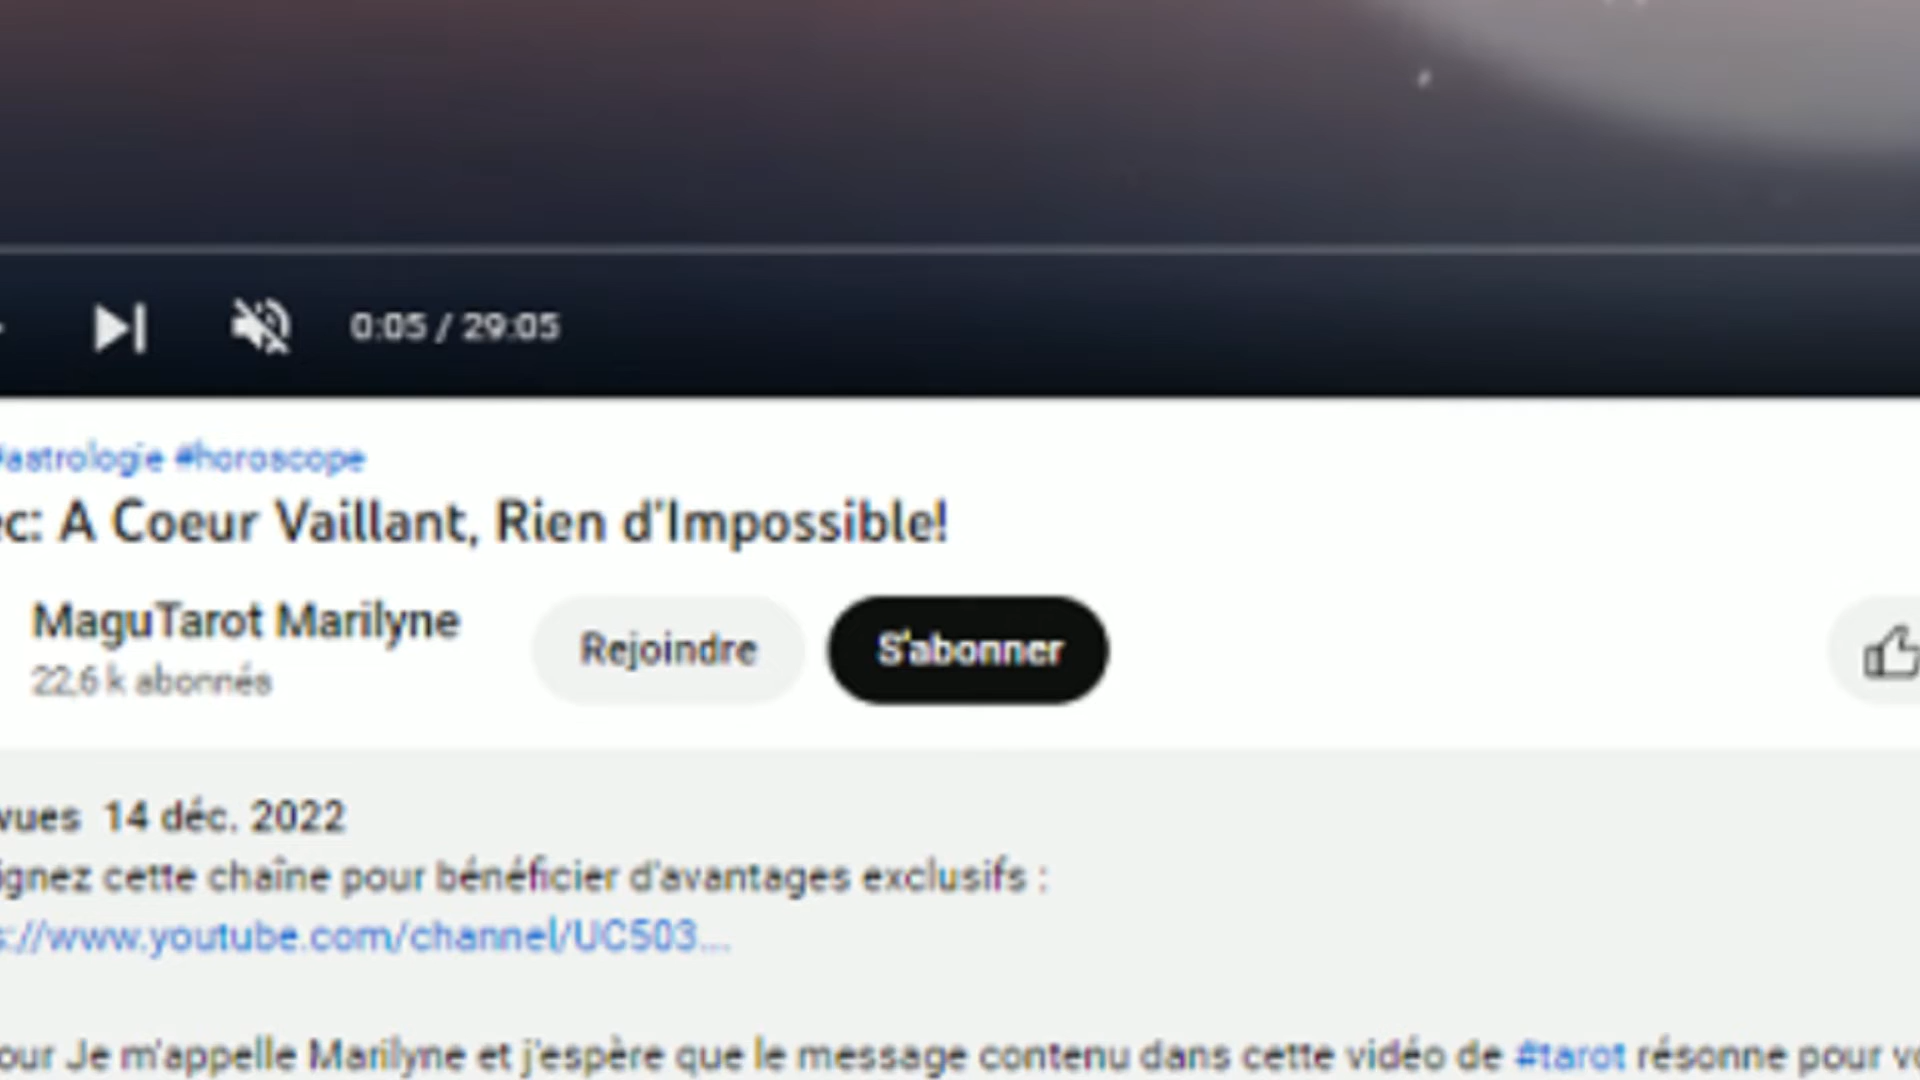 0:05 / 29:05
#astrologie #horoscope
ec: A Coeur Vaillant, Rien d'Impossible!
MaguTarot Marilyne
Rejoindre
S'abonner
22,6 k abonnés
vues 14 déc. 2022
ignez cette chaîne pour bénéficier d'avantages exclusifs :
s://www.youtube.com/channel/UC503...
our Je m'appelle Marilyne et j'espère que le message contenu dans cette vidéo de #tarot résonne pour vo